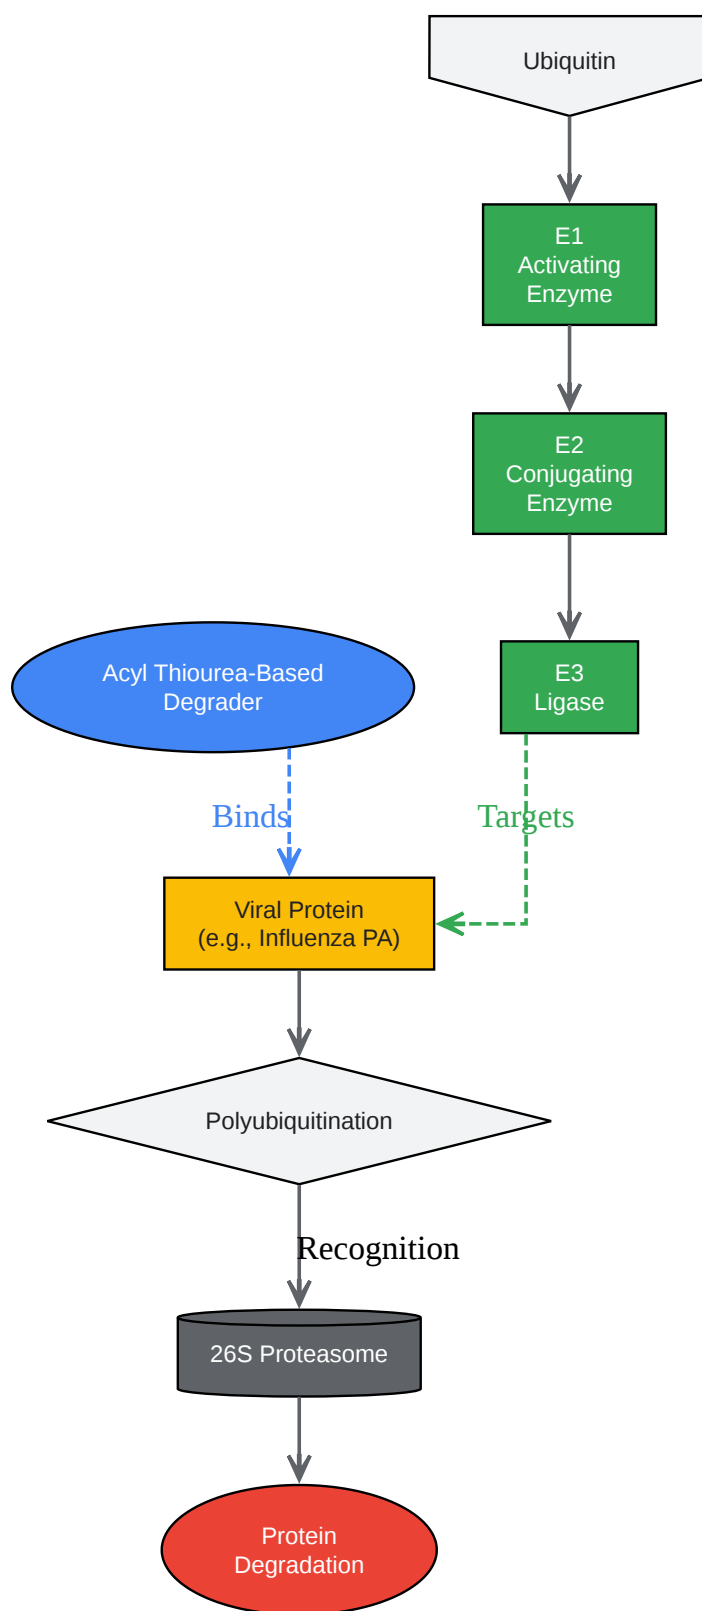 Ubiquitin
E1
Activating
Enzyme
E2
Conjugating
Enzyme
Acyl Thiourea-Based
Degrader
E3
Ligase
Binds
Targets
Viral Protein
(e.g., Influenza PA)
Polyubiquitination
Recognition
26S Proteasome
Protein
Degradation